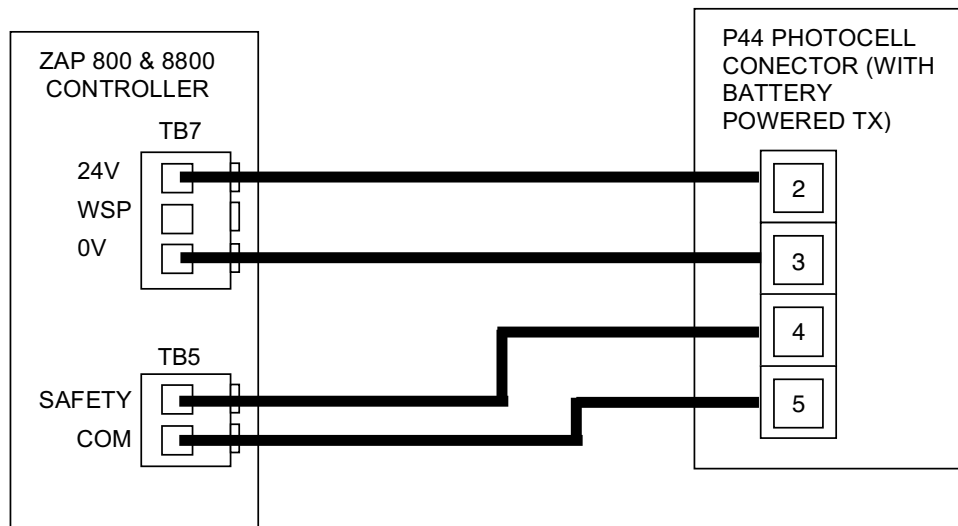 ZAP 800 & 8800
CONTROLLER
TB7
24V
WSP
0V
TB5
SAFETY
COM
P44 PHOTOCELL
CONECTOR (WITH
BATTERY
POWERED TX)
2
3
4
5